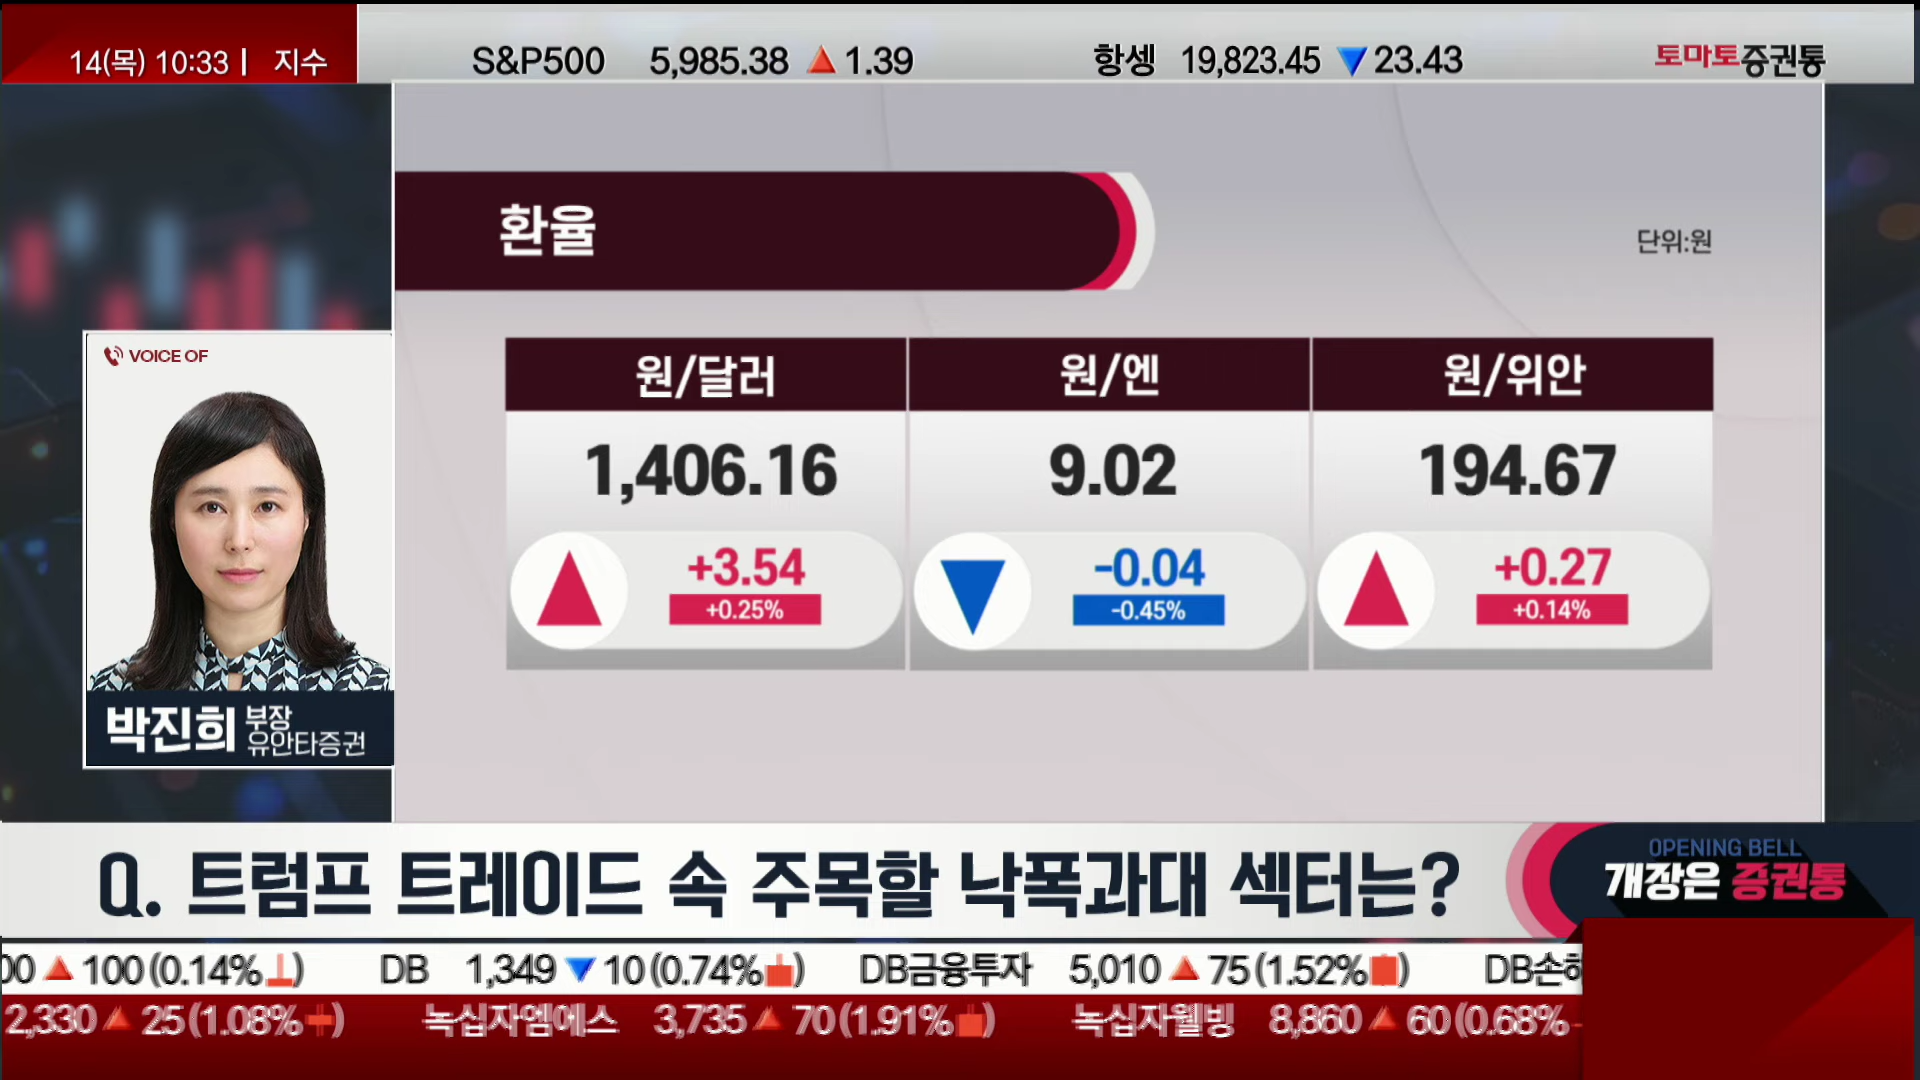 14(목) 10:33 | 지수
S&P500 5,985.38 ▲ 1.39 항셍 19,823.45 ▼ 23.43
토마토증권통
환율
단위:원
원/달러 원/엔 원/위안
1,406.16 9.02 194.67
+3.54 -0.04 +0.27
+0.25% -0.45% +0.14%
VOICE OF
박진희 부장
유안타증권
Q. 트럼프 트레이드 속 주목할 낙폭과대 섹터는?
OPENING BELL
개장은 증권통
00 ▲ 100 (0.14%) DB 1,349 ▼ 10 (0.74%) DB금융투자 5,010 ▲ 75 (1.52%) DB손
2,330 ▲ 25 (1.08%) 녹십자엠에스 3,735 ▲ 70 (1.91%) 녹십자웰빙 8,860 ▲ 60 (0.68%